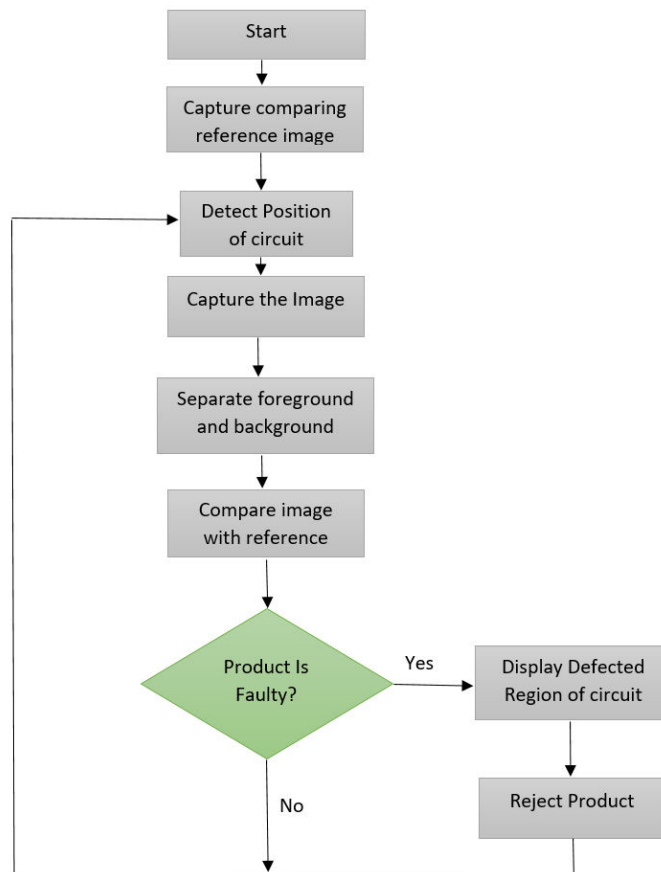 Start
Capture comparing
reference image
Detect Position
of circuit
Capture the Image
Separate foreground
and background
Compare image
with reference
Product Is
Faulty?
Yes
Display Defected
Region of circuit
No
Reject Product